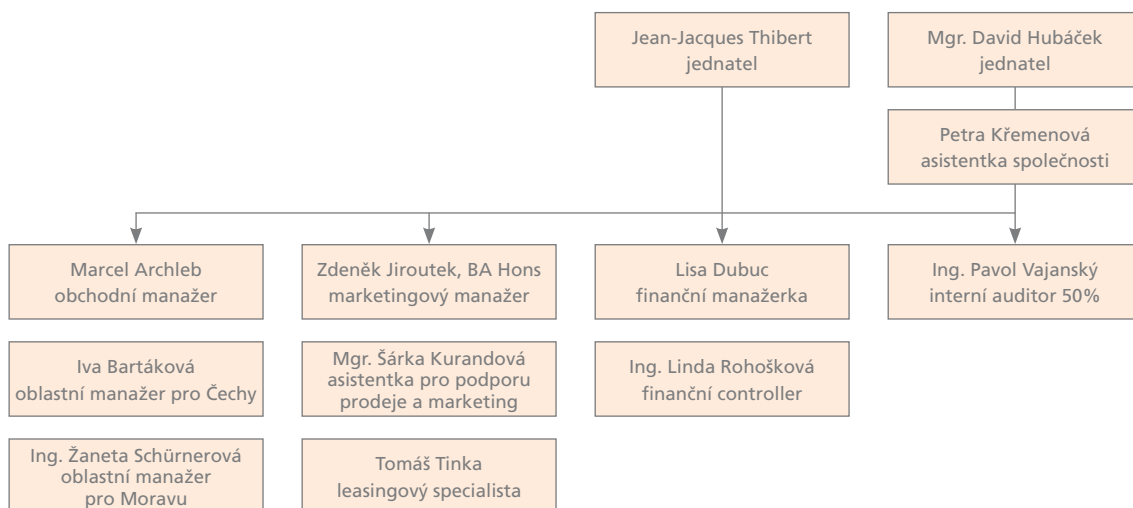 Jean-Jacques Thibert
jednatel
Mgr. David Hubáček
jednatel
Petra Křemenová
asistentka společnosti
Marcel Archleb
obchodní manažer
Zdeněk Jiroutek, BA Hons
marketingový manažer
Lisa Dubuc
finanční manažerka
Ing. Pavol Vajanský
interní auditor 50%
Iva Bartáková
oblastní manažer pro Čechy
Mgr. Šárka Kurandová
asistentka pro podporu
prodeje a marketing
Ing. Linda Rohošková
finanční controller
Ing. Žaneta Schürnerová
oblastní manažer
pro Moravu
Tomáš Tinka
leasingový specialista